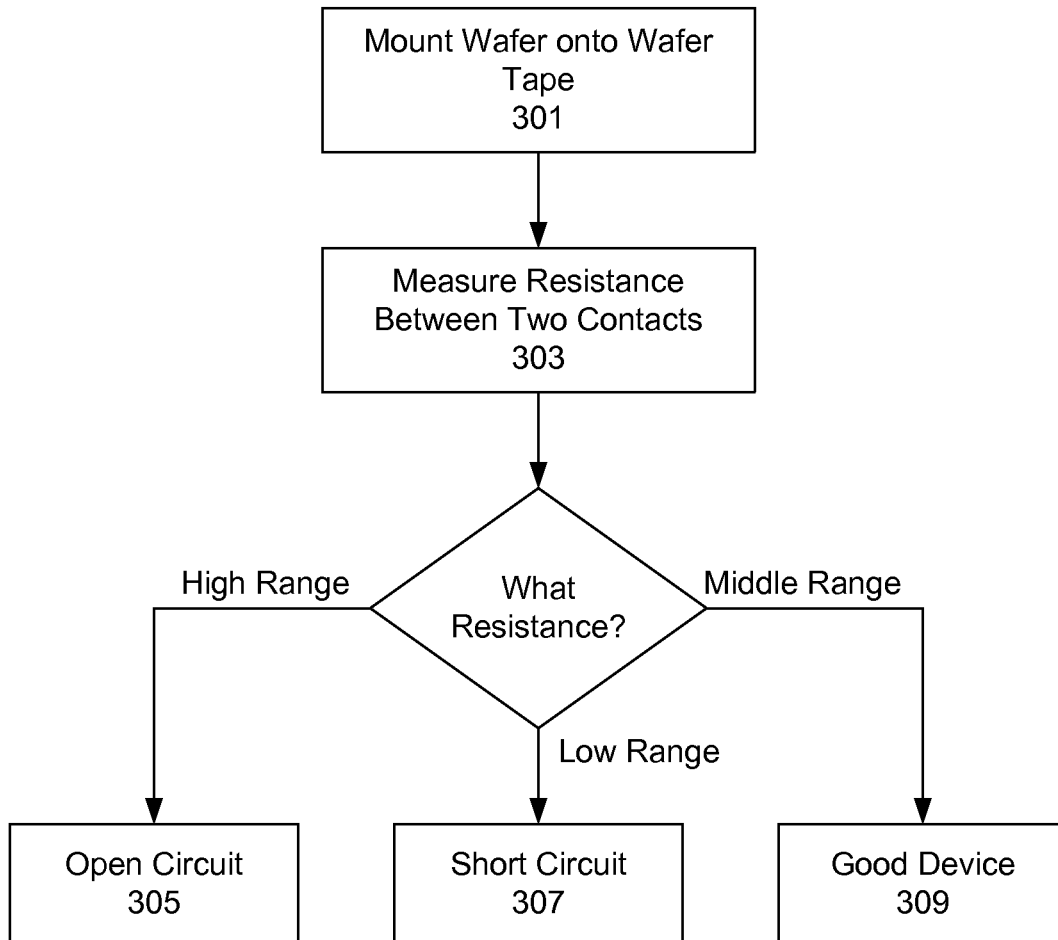 Mount Wafer onto Wafer
Tape
301
Measure Resistance
Between Two Contacts
303
High Range
What
Resistance?
Middle Range
Low Range
Open Circuit
305
Short Circuit
307
Good Device
309